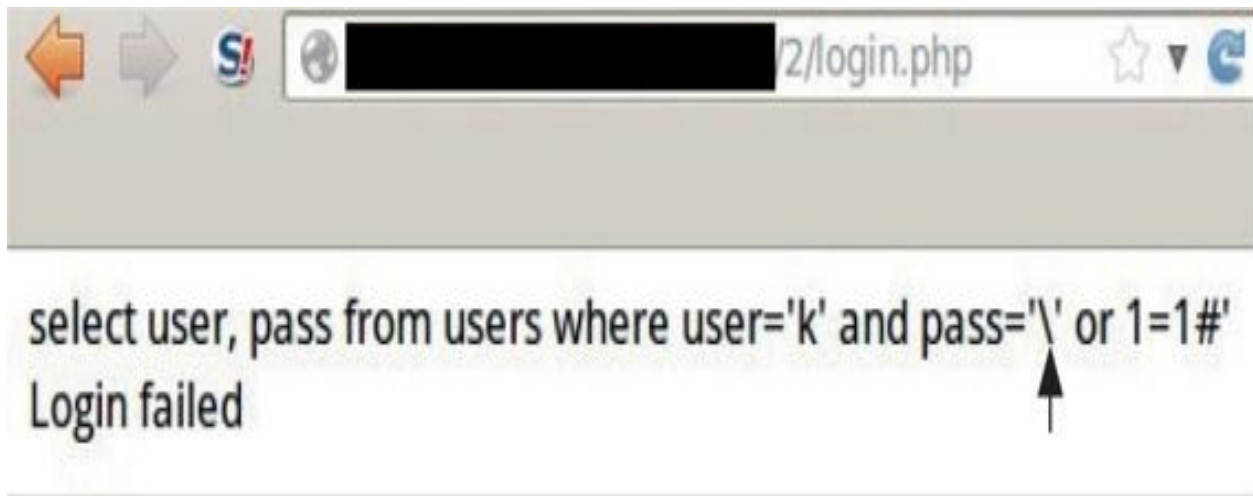 S!
/2/login.php
select user, pass from users where user='k' and pass='\' or 1=1#'
Login failed